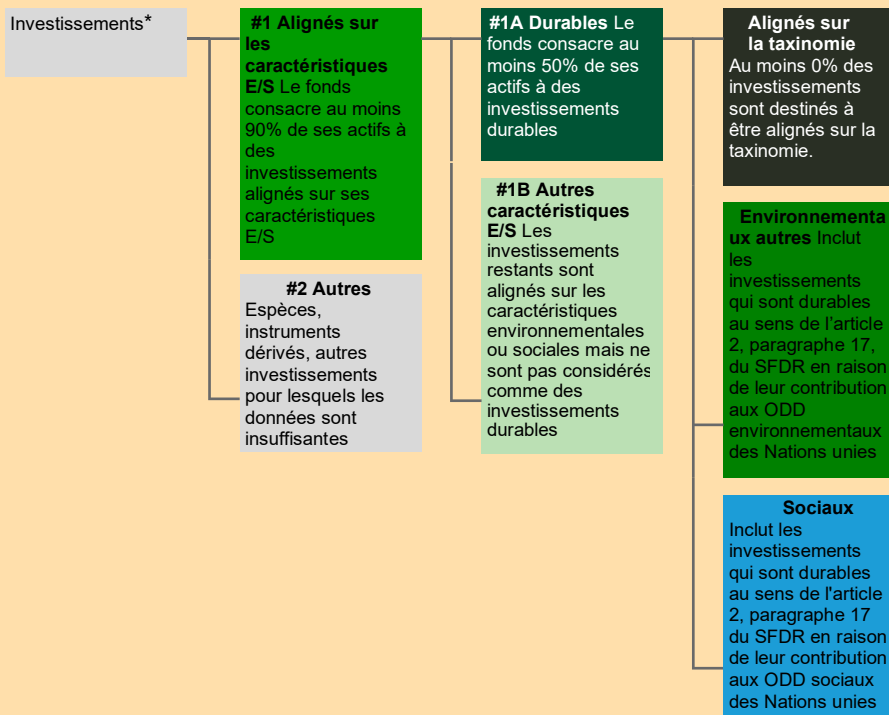 Investissements*
#1 Alignés sur
les
caractéristiques
E/S Le fonds
consacre au moins
90% de ses actifs à
des
investissements
alignés sur ses
caractéristiques
E/S
#2 Autres
Espèces,
instruments
dérivés, autres
investissements
pour lesquels les
données sont
insuffisantes
#1A Durables Le
fonds consacre au
moins 50% de ses
actifs à des
investissements
durables
#1B Autres
caractéristiques
E/S Les
investissements
restants sont
alignés sur les
caractéristiques
environnementales
ou sociales mais ne
sont pas considérés
comme des
investissements
durables
Alignés sur
la taxinomie
Au moins 0% des
investissements
sont destinés à
être alignés sur la
taxinomie.
Environnementa
ux autres Inclut
les
investissements
qui sont durables
au sens de l’article
2, paragraphe 17,
du SFDR en raison
de leur contribution
aux ODD
environnementaux
des Nations unies
Sociaux
Inclut les
investissements
qui sont durables
au sens de l'article
2, paragraphe 17
du SFDR en raison
de leur contribution
aux ODD sociaux
des Nations unies